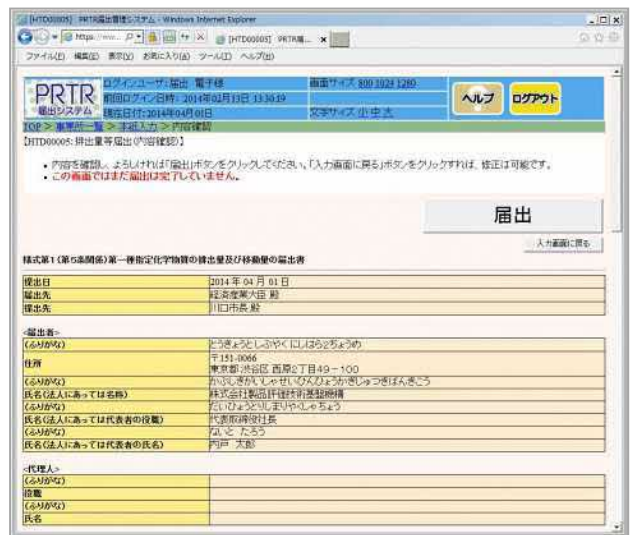 [HTD00005] PRTR届出管理システム - Windows Internet Explorer
[HTD00005] PRTR届...
ファイル(F) 編集(E) 表示(V) お気に入り(A) ツール(T) ヘルプ(H)
PRTR
届出システム
ログインユーザ:届出 電子様
前回ログイン日時: 2014年02月13日 13:30:19
現在日付:2014年04月01日
画面サイズ 800 1024 1280
文字サイズ 小 中 大
ヘルプ
ログアウト
TOP > 事業所一覧 > 本紙入力 > 内容確認
[HTD00005:排出量等届出(内容確認)]
• 内容を確認し、よろしければ「届出」ボタンをクリックしてください。「入力画面に戻る」ボタンをクリックすれば、修正は可能です。
• この画面ではまだ届出は完了していません。
届出
入力画面に戻る
様式第1(第5条関係)第一種指定化学物質の排出量及び移動量の届出書
提出日 2014 年 04 月 01 日
届出先 経済産業大臣 殿
提出先 川口市長 殿
<届出者>
(ふりがな) とうきょうとしぶやくにしはら2ちょうめ
住所 〒151-0066
東京都 渋谷区 西原2丁目49-100
(ふりがな) かぶしきがいしゃせいひんひょうかぎじゅつきばんきこう
氏名(法人にあっては名称) 株式会社製品評価技術基盤機構
(ふりがな) だいひょうとりしまりやくしゃちょう
氏名(法人にあっては代表者の役職) 代表取締役社長
(ふりがな) ないと たろう
氏名(法人にあっては代表者の氏名) 内戸 太郎
<代理人>
(ふりがな)
役職
(ふりがな)
氏名